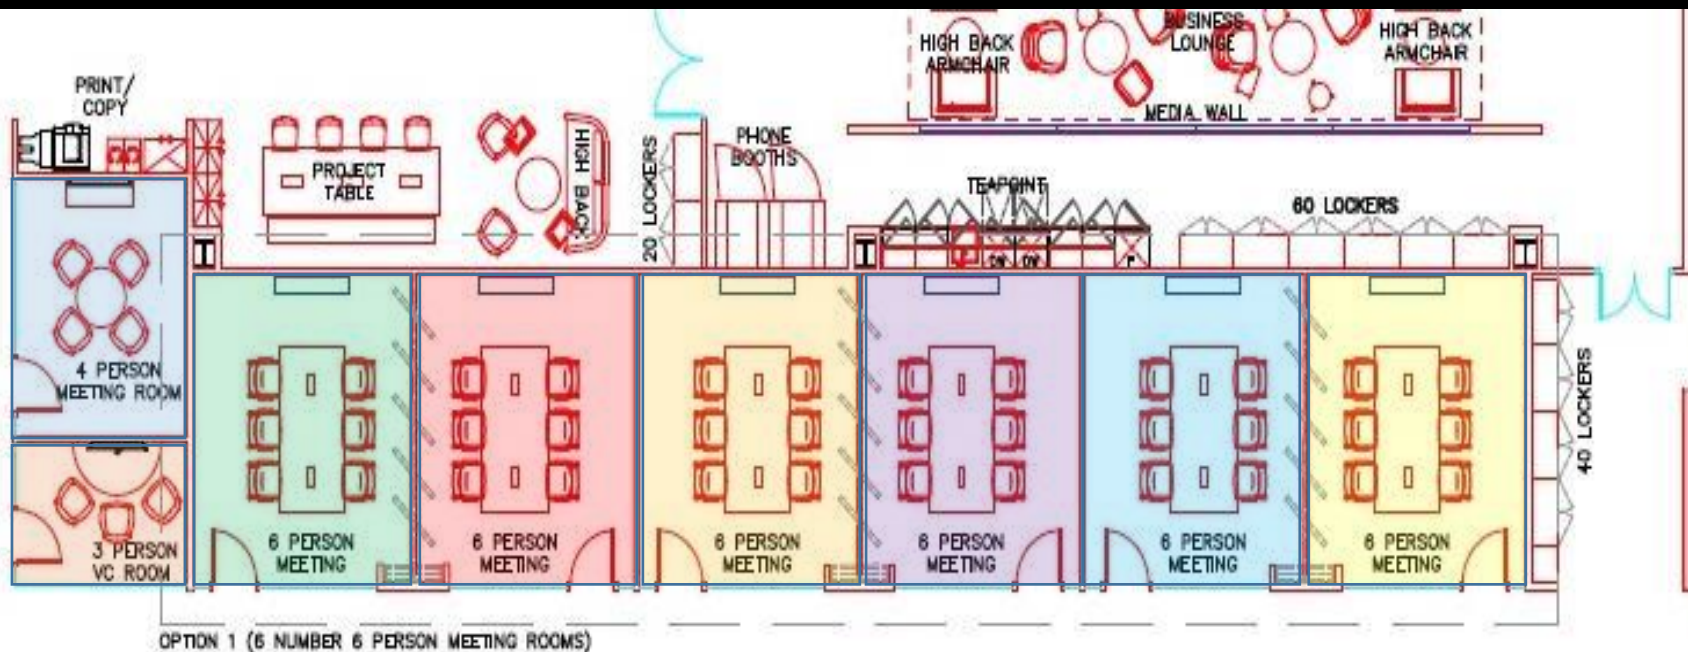 BUSINESS
LOUNGE
HIGH BACK
ARMCHAIR
HIGH BACK
ARMCHAIR
MEDIA WALL
PRINT/
COPY
PROJECT
TABLE
HIGH BACK
20 LOCKERS
PHONE
BOOTHS
TEAPOINT
60 LOCKERS
DW DW
F
40 LOCKERS
4 PERSON
MEETING ROOM
3 PERSON
VC ROOM
6 PERSON
MEETING
6 PERSON
MEETING
6 PERSON
MEETING
6 PERSON
MEETING
6 PERSON
MEETING
6 PERSON
MEETING
OPTION 1 (6 NUMBER 6 PERSON MEETING ROOMS)